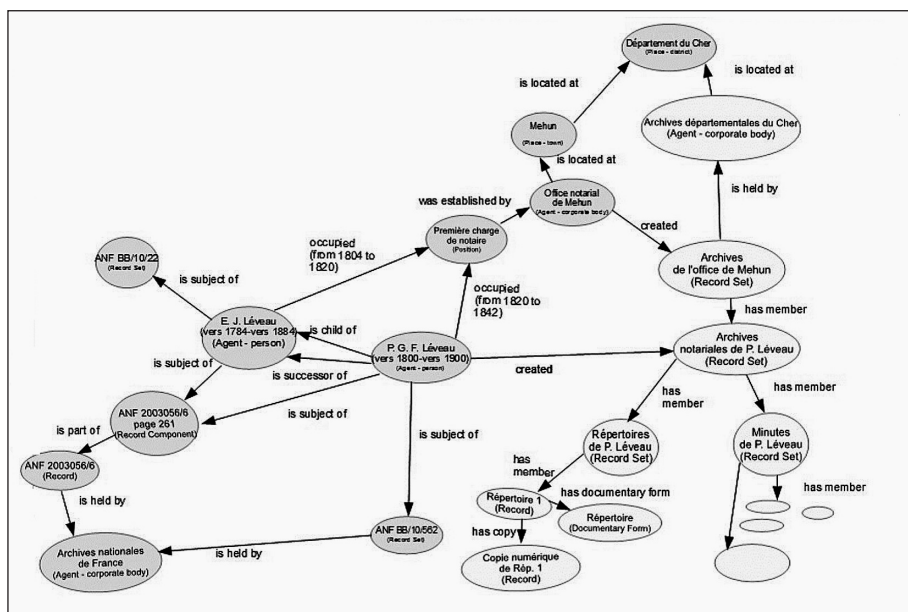 Département du Cher
(Place - district)
is located at
is located at
Mehun
(Place - town)
Archives départementales du Cher
(Agent - corporate body)
is located at
was established by
Office notarial
de Mehun
(Agent - corporate body)
is held by
Première charge
de notaire
(Position)
created
ANF BB/10/22
(Record Set)
occupied
(from 1804 to
1820)
Archives
de l'office de Mehun
(Record Set)
is subject of
occupied
(from 1820 to
1842)
has member
E. J. Léveau
(vers 1784-vers 1884)
(Agent - person)
is child of
P. G. F. Léveau
(vers 1800-vers 1900)
(Agent - person)
Archives
notariales de P. Léveau
(Record Set)
is subject of
is successor of
created
has member
has
member
ANF 2003056/6
page 261
(Record Component)
is subject of
is part of
is subject of
Répertoires
de P. Léveau
(Record Set)
Minutes
de P. Léveau
(Record Set)
ANF 2003056/6
(Record)
has
member
has member
is held by
Répertoire 1
(Record)
has documentary form
Répertoire
(Documentary Form)
ANF BB/10/562
(Record Set)
has copy
Archives nationales
de France
(Agent - corporate body)
is held by
Copie numérique
de Rép. 1
(Record)